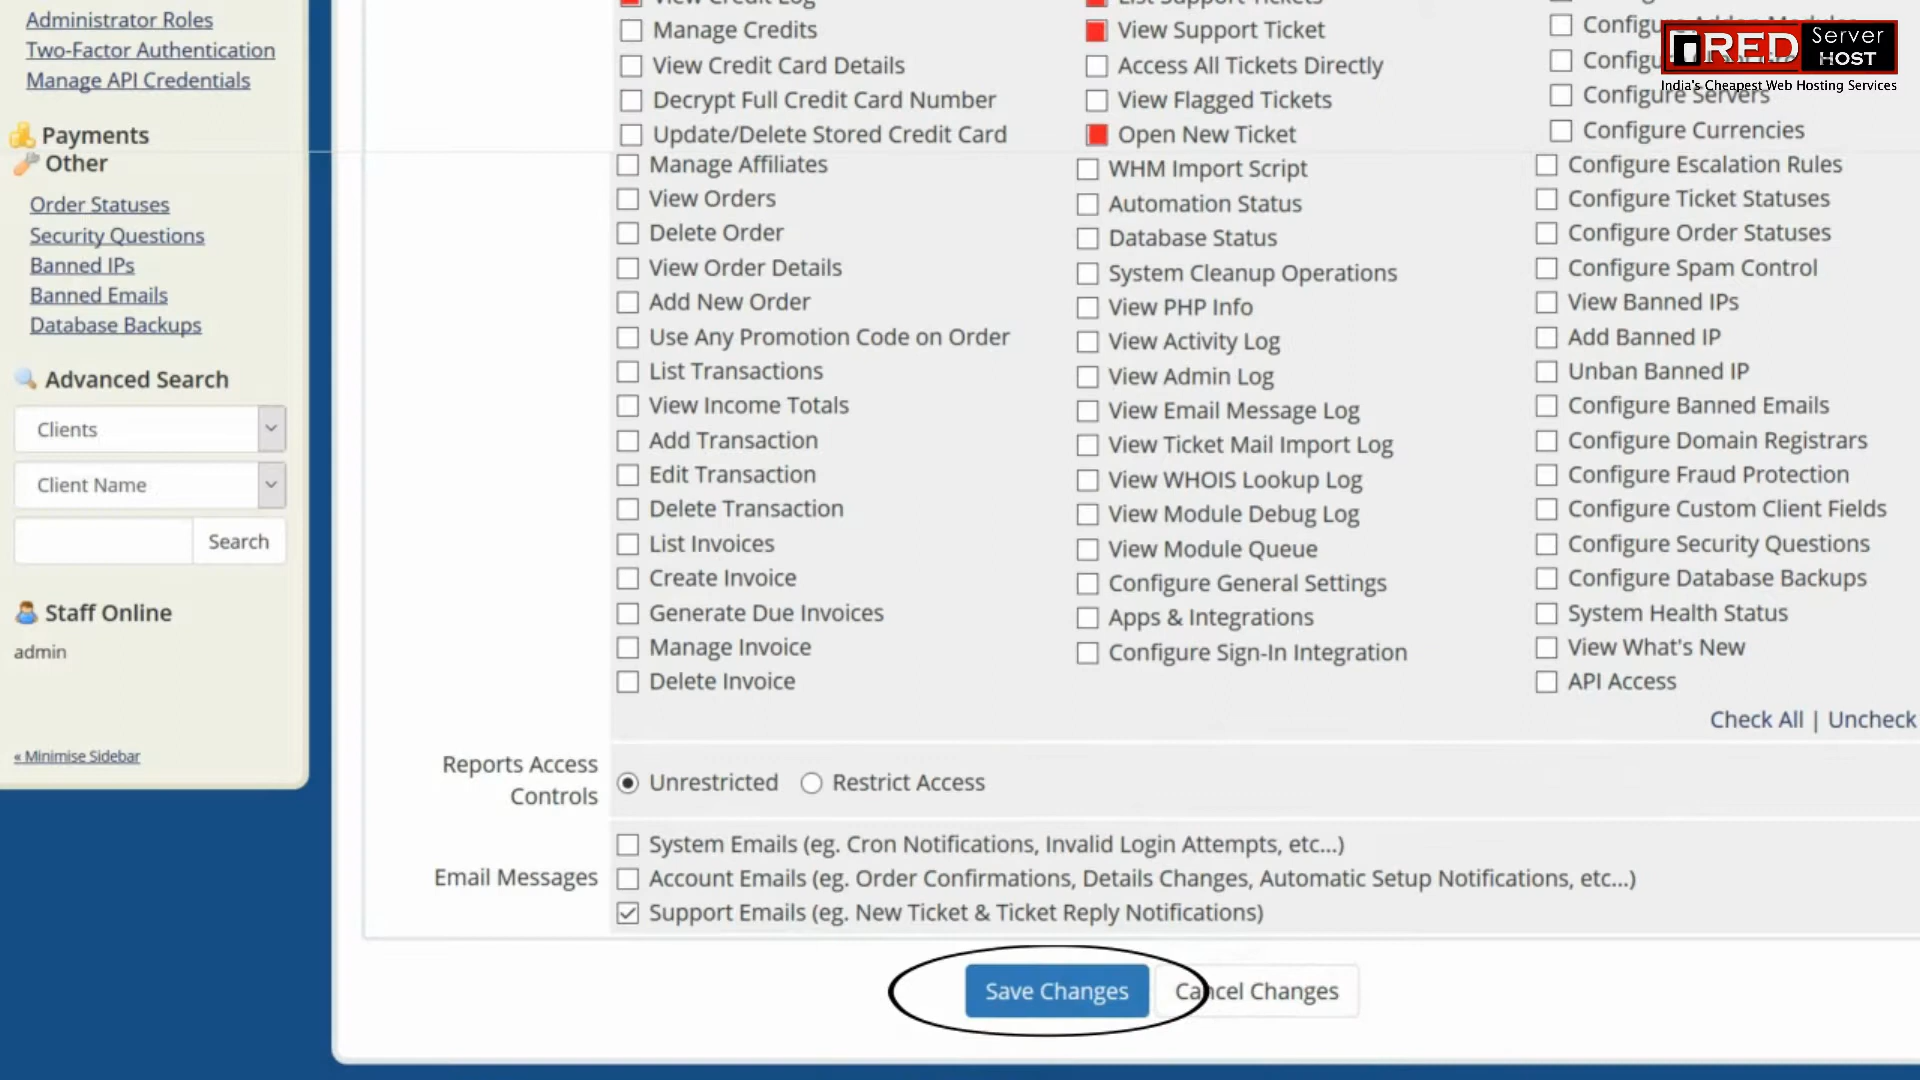 Administrator Roles
Two-Factor Authentication
Manage API Credentials
Payments
Other
Order Statuses
Security Questions
Banned IPs
Banned Emails
Database Backups
Advanced Search
Clients
Client Name
Search
Staff Online
admin
« Minimise Sidebar
View Credit Log
Manage Credits
View Credit Card Details
Decrypt Full Credit Card Number
Update/Delete Stored Credit Card
Manage Affiliates
View Orders
Delete Order
View Order Details
Add New Order
Use Any Promotion Code on Order
List Transactions
View Income Totals
Add Transaction
Edit Transaction
Delete Transaction
List Invoices
Create Invoice
Generate Due Invoices
Manage Invoice
Delete Invoice
List Support Tickets
View Support Ticket
Access All Tickets Directly
View Flagged Tickets
Open New Ticket
WHM Import Script
Automation Status
Database Status
System Cleanup Operations
View PHP Info
View Activity Log
View Admin Log
View Email Message Log
View Ticket Mail Import Log
View WHOIS Lookup Log
View Module Debug Log
View Module Queue
Configure General Settings
Apps & Integrations
Configure Sign-In Integration
Configure Addon Modules
Configure Servers
Configure Currencies
Configure Escalation Rules
Configure Ticket Statuses
Configure Order Statuses
Configure Spam Control
View Banned IPs
Add Banned IP
Unban Banned IP
Configure Banned Emails
Configure Domain Registrars
Configure Fraud Protection
Configure Custom Client Fields
Configure Security Questions
Configure Database Backups
System Health Status
View What's New
API Access
RED Server HOST
India's Cheapest Web Hosting Services
Check All | Uncheck
Reports Access
Controls
Unrestricted Restrict Access
Email Messages
System Emails (eg. Cron Notifications, Invalid Login Attempts, etc...)
Account Emails (eg. Order Confirmations, Details Changes, Automatic Setup Notifications, etc...)
Support Emails (eg. New Ticket & Ticket Reply Notifications)
Save Changes Cancel Changes